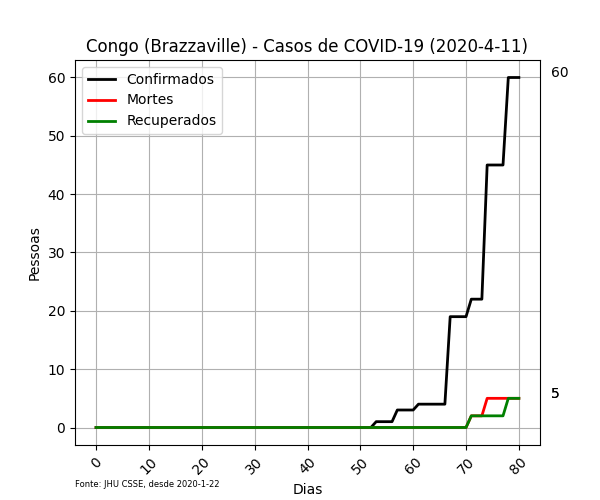 Congo (Brazzaville) - Casos de COVID-19 (2020-4-11)
Confirmados
Mortes
Recuperados
60
5
Pessoas
60
50
40
30
20
10
0
0 10 20 30 40 50 60 70 80
Dias
Fonte: JHU CSSE, desde 2020-1-22